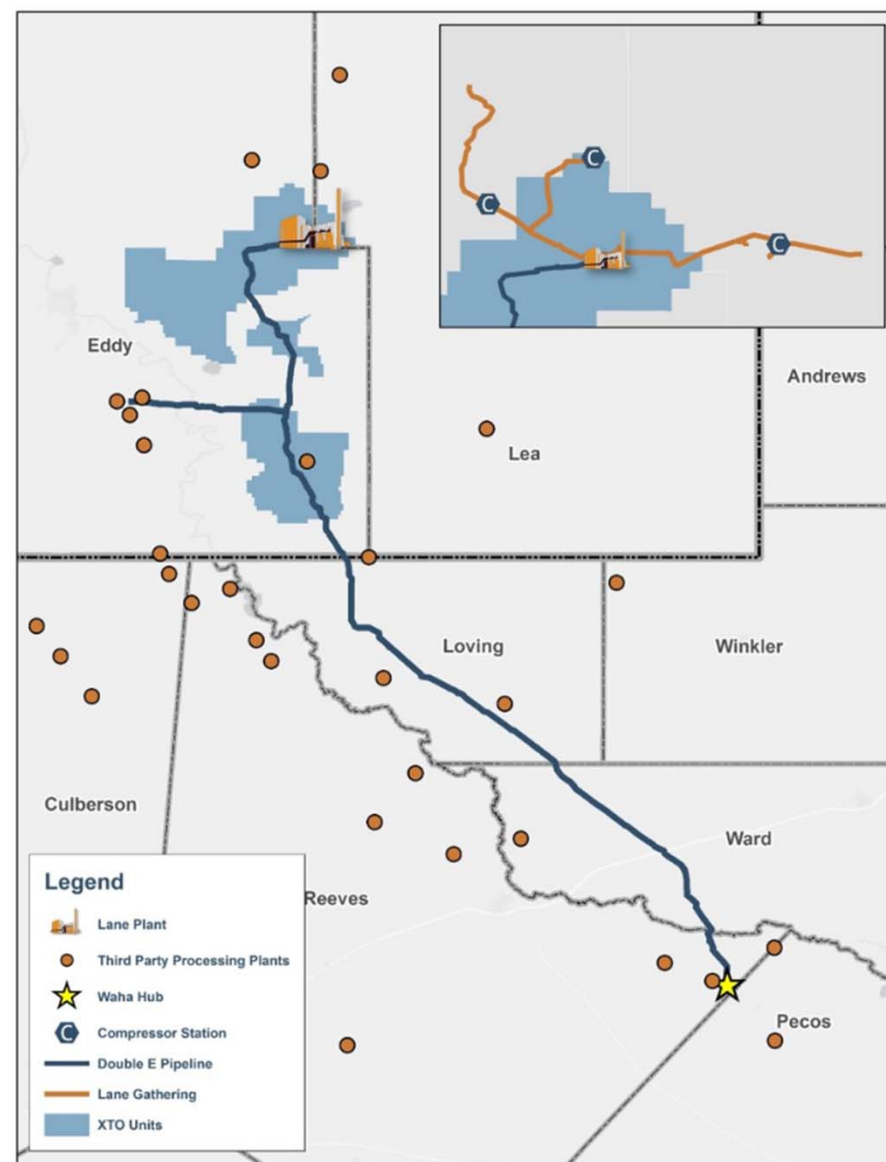 C
C
C
Eddy
Andrews
Lea
Loving
Winkler
Culberson
Ward
Reeves
Pecos
Legend
Lane Plant
Third Party Processing Plants
Waha Hub
C Compressor Station
Double E Pipeline
Lane Gathering
XTO Units